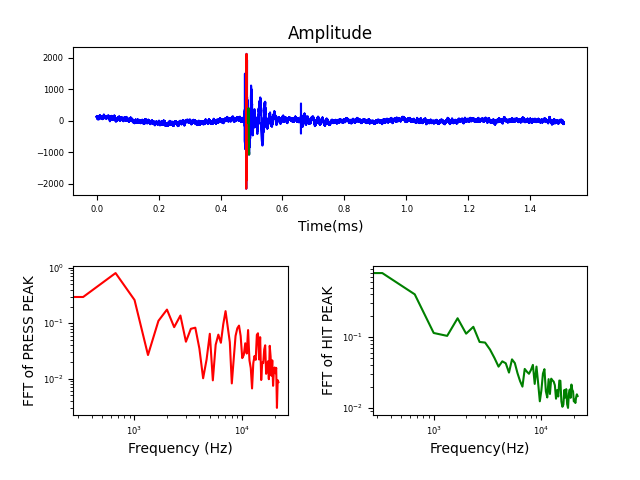 Amplitude
2000
1000
0
−1000
−2000
0.0 0.2 0.4 0.6 0.8 1.0 1.2 1.4
Time(ms)
FFT of PRESS PEAK
10⁰
10⁻¹
10⁻²
10³ 10⁴
Frequency (Hz)
FFT of HIT PEAK
10⁻¹
10⁻²
10³ 10⁴
Frequency(Hz)